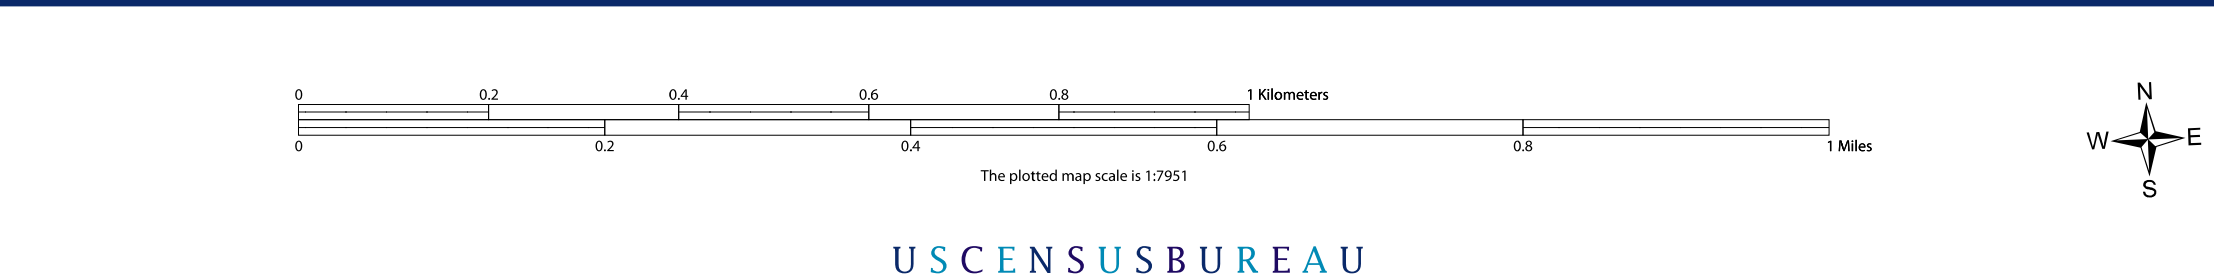 0 0.2 0.4 0.6 0.8 1 Kilometers
0 0.2 0.4 0.6 0.8 1 Miles
The plotted map scale is 1:7951
N
W E
S
USCENSUSBUREAU